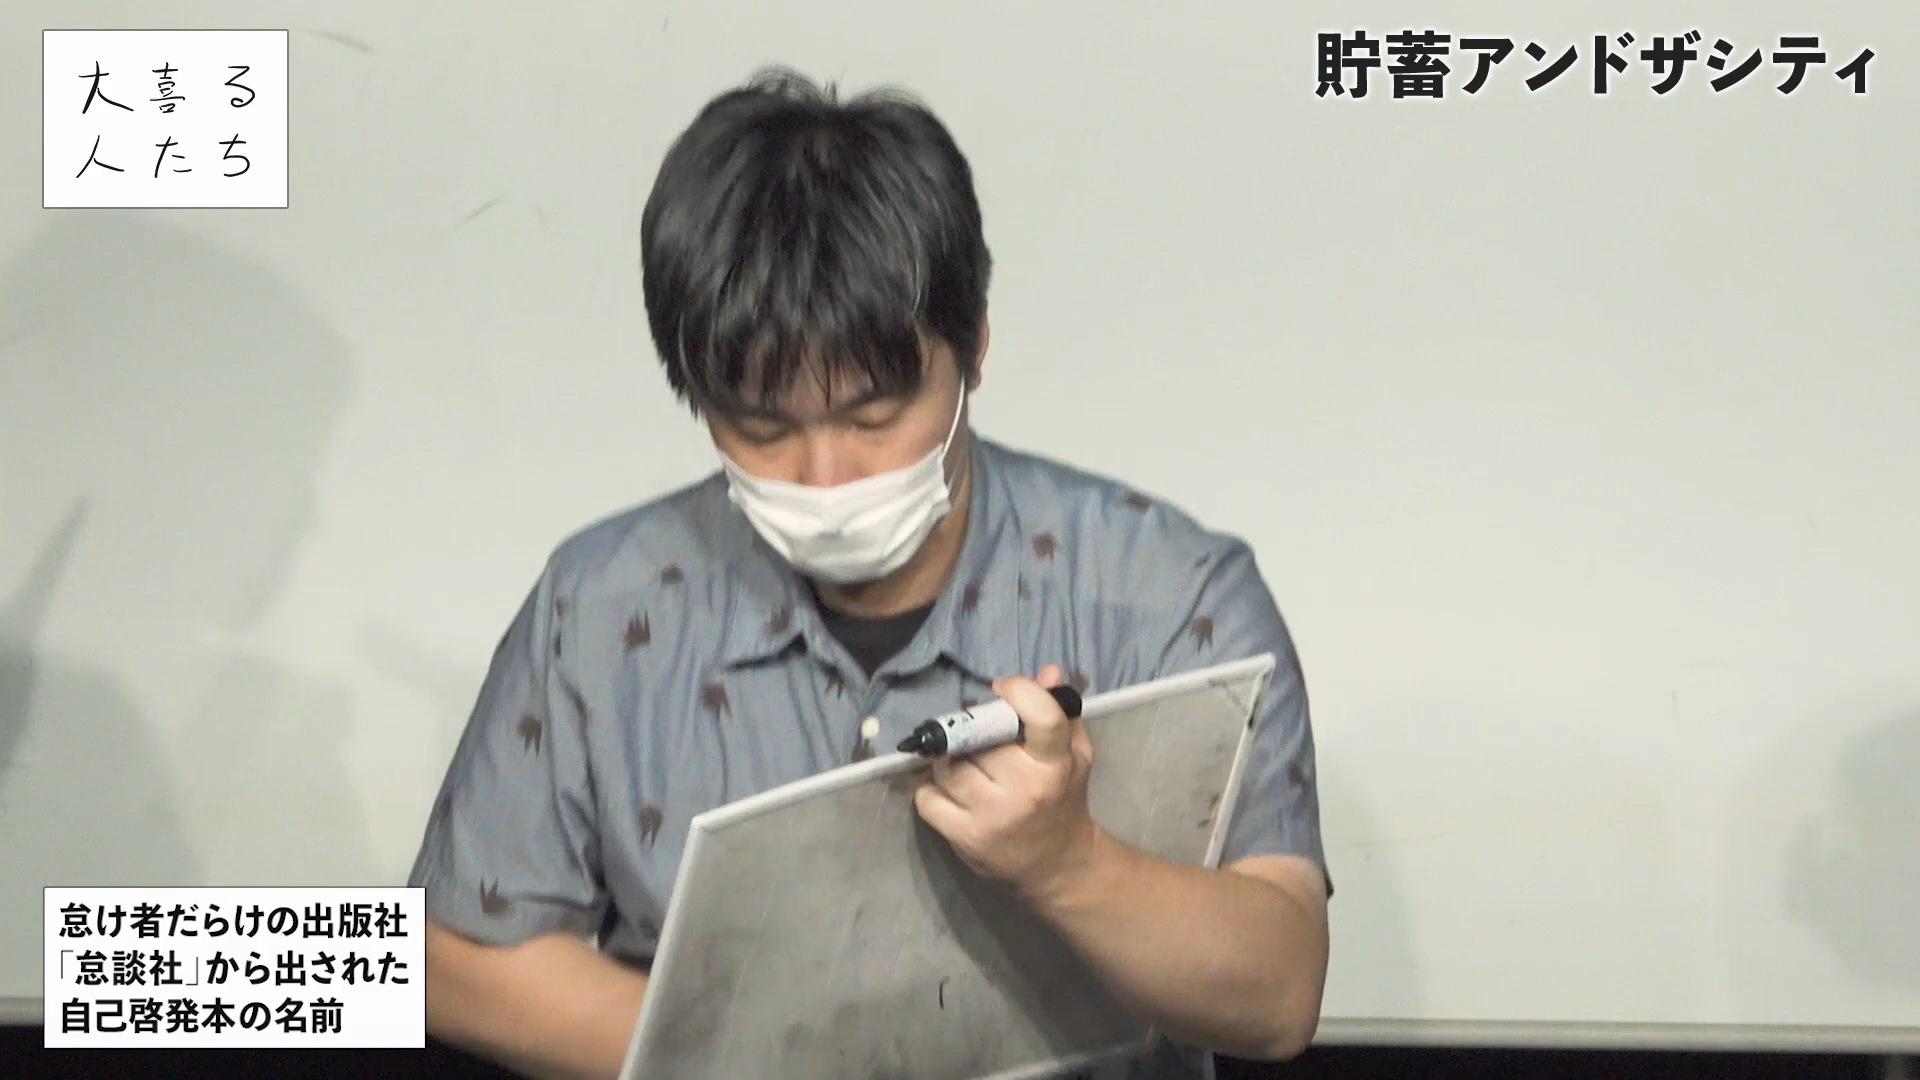 大喜る
人たち
貯蓄アンドザシティ
怠け者だらけの出版社
「怠談社」から出された
自己啓発本の名前